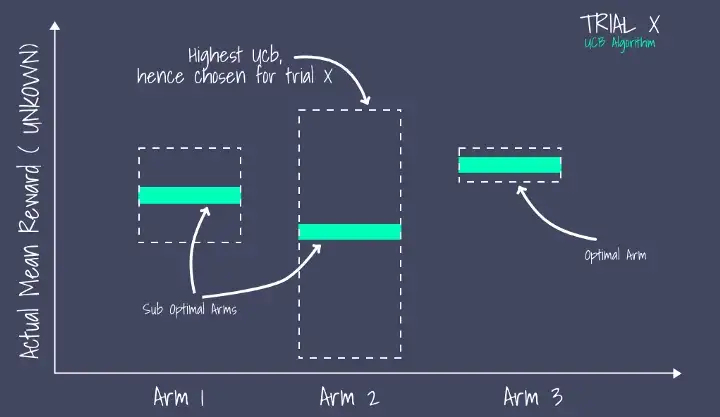 TRIAL X
UCB Algorithm
Highest Ucb,
hence chosen for trial X
Actual Mean Reward ( UNKOWN)
Optimal Arm
Sub Optimal Arms
Arm 1
Arm 2
Arm 3